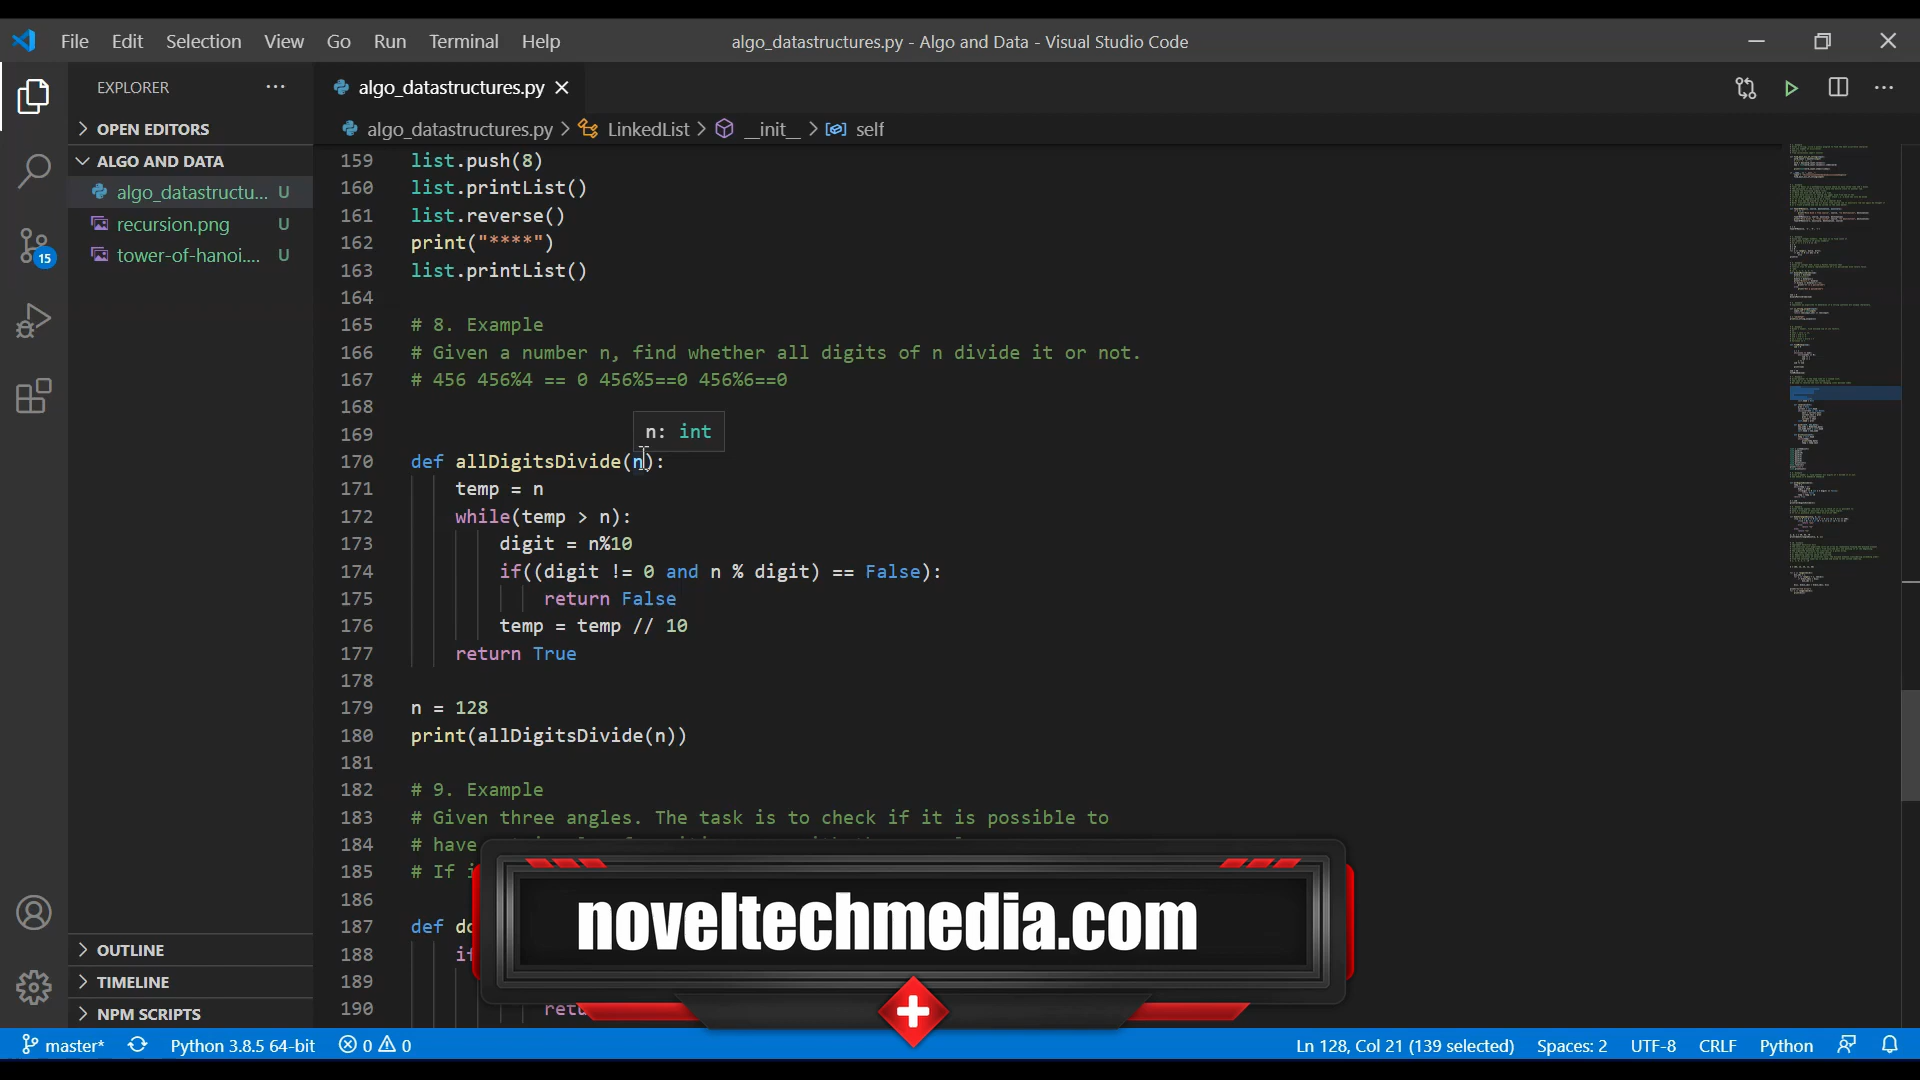 File Edit Selection View Go Run Terminal Help
algo_datastructures.py - Algo and Data - Visual Studio Code
EXPLORER
algo_datastructures.py
OPEN EDITORS
algo_datastructures.py > LinkedList > __init__ > self
ALGO AND DATA
algo_datastructu... U
recursion.png U
tower-of-hanoi.... U
15
159 list.push(8)
160 list.printList()
161 list.reverse()
162 print("****")
163 list.printList()
164
165 # 8. Example
166 # Given a number n, find whether all digits of n divide it or not.
167 # 456 456%4 == 0 456%5==0 456%6==0
168
n: int
169
170 def allDigitsDivide(n):
171 temp = n
172 while(temp > n):
173 digit = n%10
174 if((digit != 0 and n % digit) == False):
175 return False
176 temp = temp // 10
177 return True
178
179 n = 128
180 print(allDigitsDivide(n))
181
182 # 9. Example
183 # Given three angles. The task is to check if it is possible to
184 # have
185 # If
186
187 def
188 if
189
190
noveltechmedia.com
OUTLINE
TIMELINE
NPM SCRIPTS
master* Python 3.8.5 64-bit 0 0 Ln 128, Col 21 (139 selected) Spaces: 2 UTF-8 CRLF Python